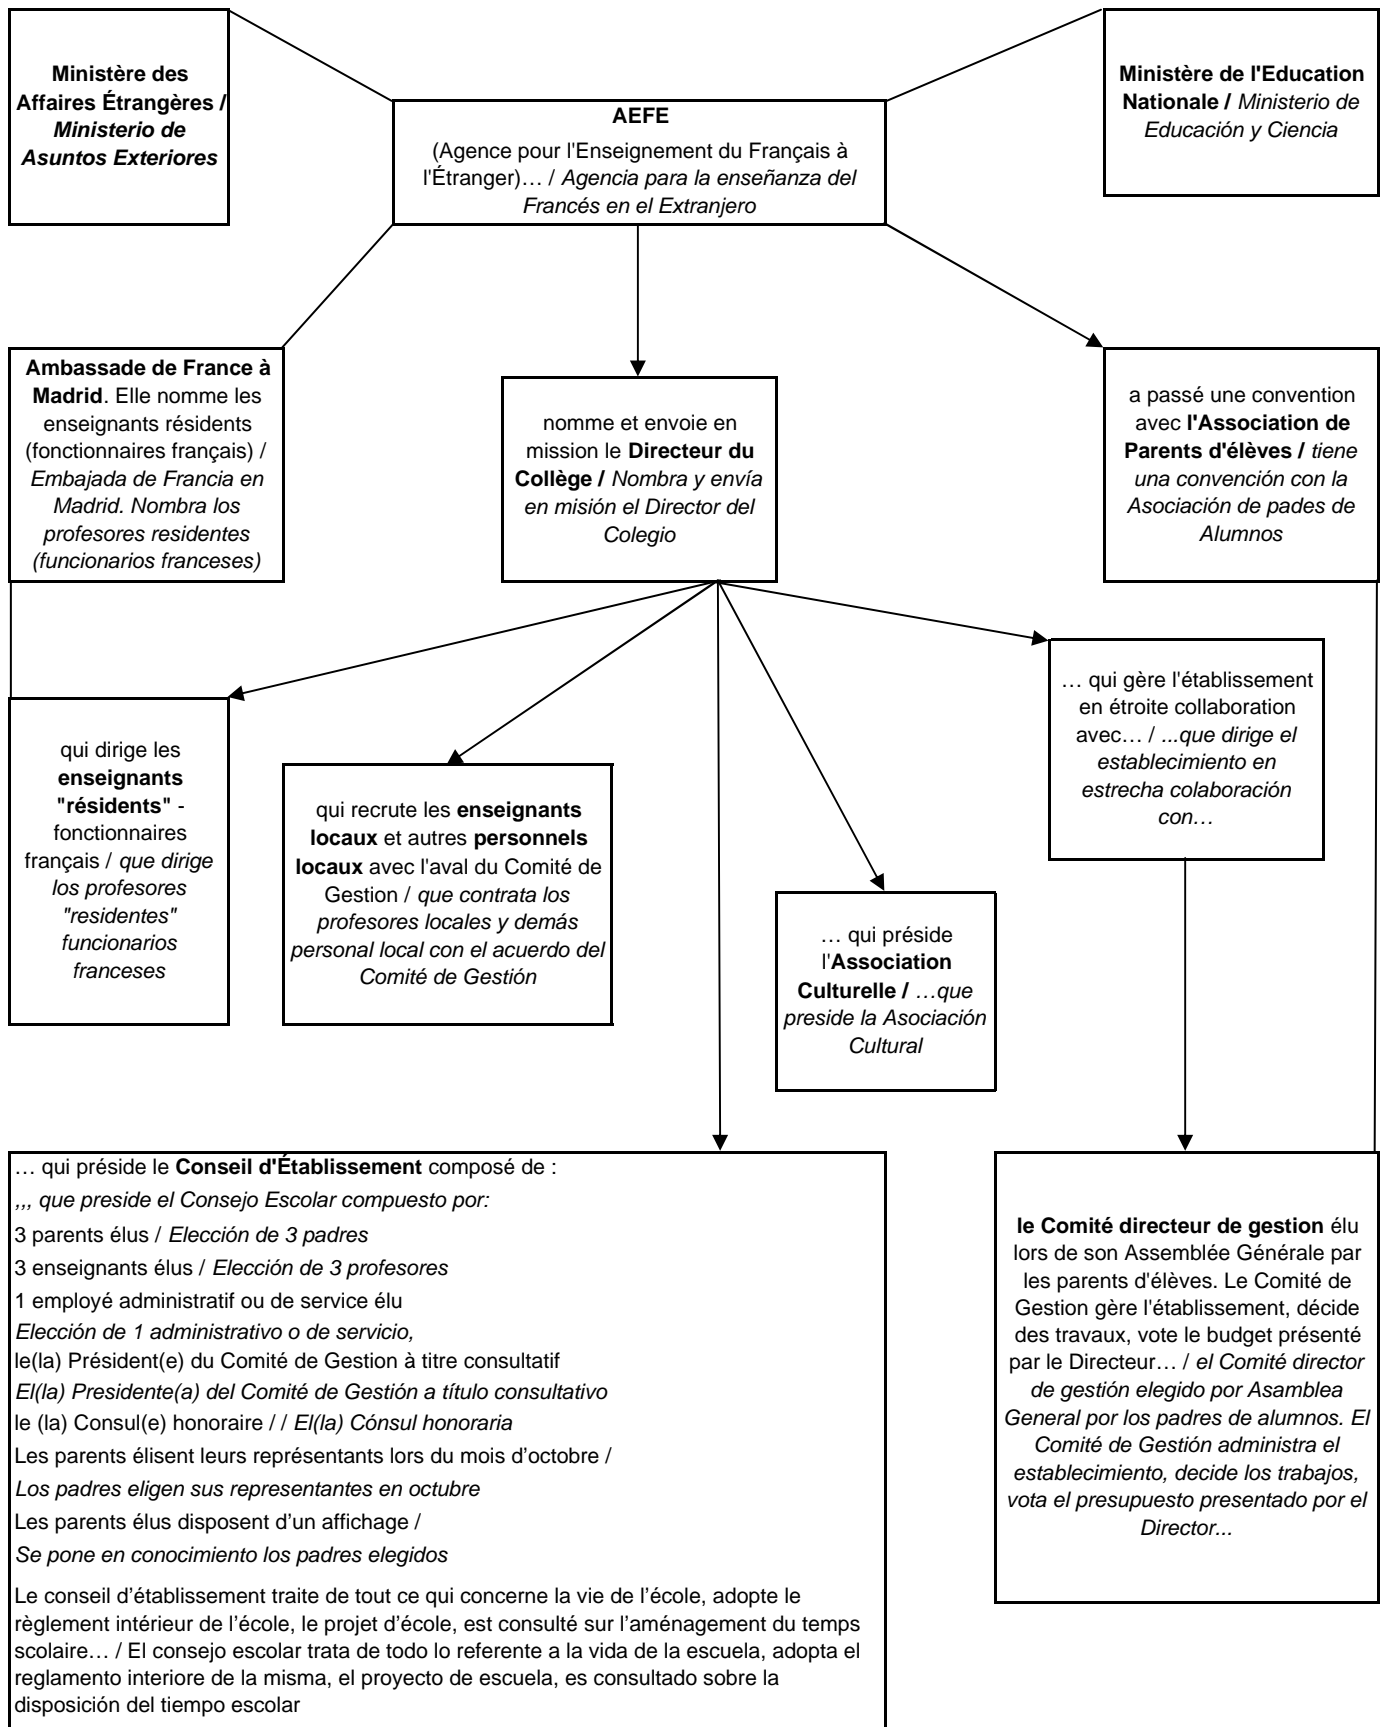 Ministère des
Affaires Étrangères /
Ministerio de
Asuntos Exteriores
AEFE
(Agence pour l'Enseignement du Français à
l'Étranger)… / Agencia para la enseñanza del
Francés en el Extranjero
Ministère de l'Education
Nationale / Ministerio de
Educación y Ciencia
Ambassade de France à
Madrid. Elle nomme les
enseignants résidents
(fonctionnaires français) /
Embajada de Francia en
Madrid. Nombra los
profesores residentes
(funcionarios franceses)
nomme et envoie en
mission le Directeur du
Collège / Nombra y envía
en misión el Director del
Colegio
a passé une convention
avec l'Association de
Parents d'élèves / tiene
una convención con la
Asociación de pades de
Alumnos
qui dirige les
enseignants
"résidents" -
fonctionnaires
français / que dirige
los profesores
"residentes"
funcionarios
franceses
qui recrute les enseignants
locaux et autres personnels
locaux avec l'aval du Comité de
Gestion / que contrata los
profesores locales y demás
personal local con el acuerdo del
Comité de Gestión
… qui préside
l'Association
Culturelle / …que
preside la Asociación
Cultural
… qui gère l'établissement
en étroite collaboration
avec… / ...que dirige el
establecimiento en
estrecha colaboración
con…
… qui préside le Conseil d'Établissement composé de :
,,, que preside el Consejo Escolar compuesto por:
3 parents élus / Elección de 3 padres
3 enseignants élus / Elección de 3 profesores
1 employé administratif ou de service élu
Elección de 1 administrativo o de servicio,
le(la) Président(e) du Comité de Gestion à titre consultatif
El(la) Presidente(a) del Comité de Gestión a título consultativo
le (la) Consul(e) honoraire / / El(la) Cónsul honoraria
Les parents élisent leurs représentants lors du mois d’octobre /
Los padres eligen sus representantes en octubre
Les parents élus disposent d’un affichage /
Se pone en conocimiento los padres elegidos
Le conseil d’établissement traite de tout ce qui concerne la vie de l’école, adopte le
règlement intérieur de l’école, le projet d’école, est consulté sur l’aménagement du temps
scolaire… / El consejo escolar trata de todo lo referente a la vida de la escuela, adopta el
reglamento interiore de la misma, el proyecto de escuela, es consultado sobre la
disposición del tiempo escolar
le Comité directeur de gestion élu
lors de son Assemblée Générale par
les parents d'élèves. Le Comité de
Gestion gère l'établissement, décide
des travaux, vote le budget présenté
par le Directeur… / el Comité director
de gestión elegido por Asamblea
General por los padres de alumnos. El
Comité de Gestión administra el
establecimiento, decide los trabajos,
vota el presupuesto presentado por el
Director...